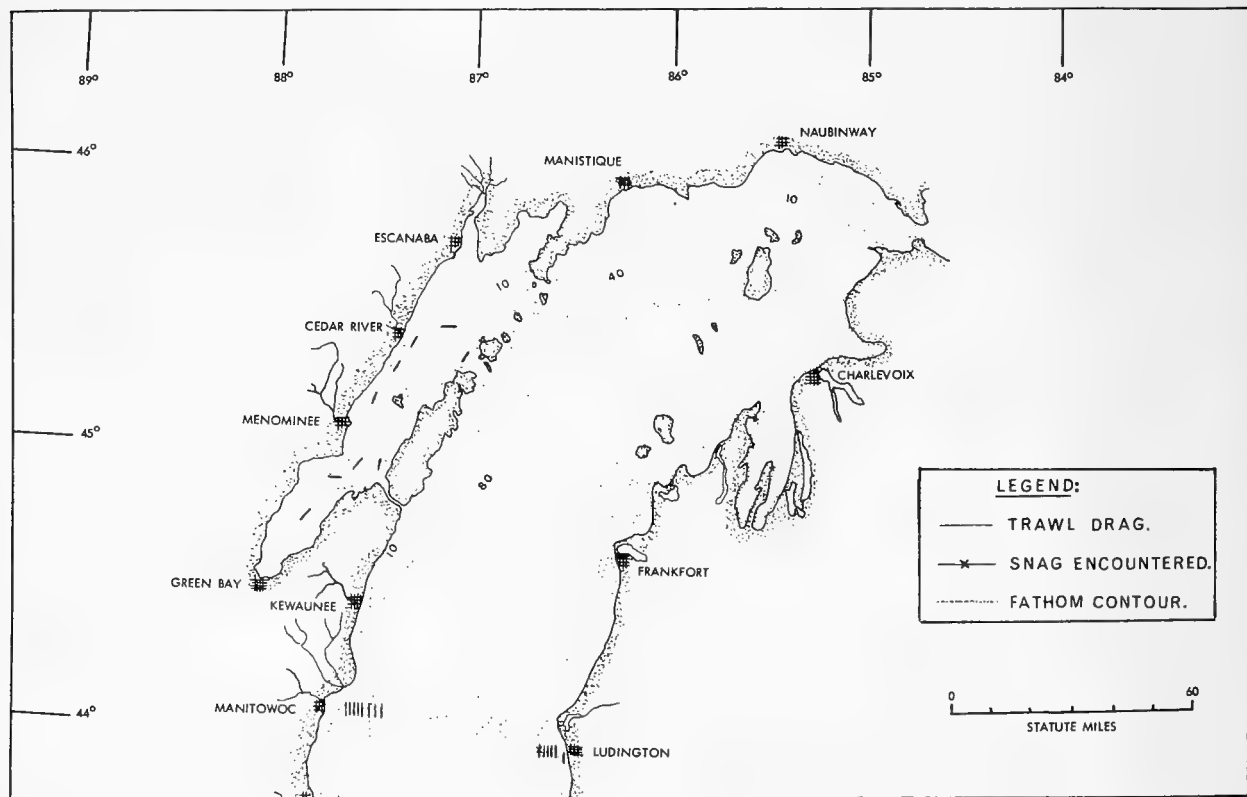 89° 88° 87° 86° 85° 84°
46°
NAUBINWAY
MANISTIQUE
10
ESCANABA
40
10
CEDAR RIVER
CHARLEVOIX
MENOMINEE
45°
80
LEGEND:
TRAWL DRAG.
SNAG ENCOUNTERED.
FATHOM CONTOUR.
10
GREEN BAY
FRANKFORT
KEWAUNEE
44°
MANITOWOC
0 60
STATUTE MILES
LUDINGTON